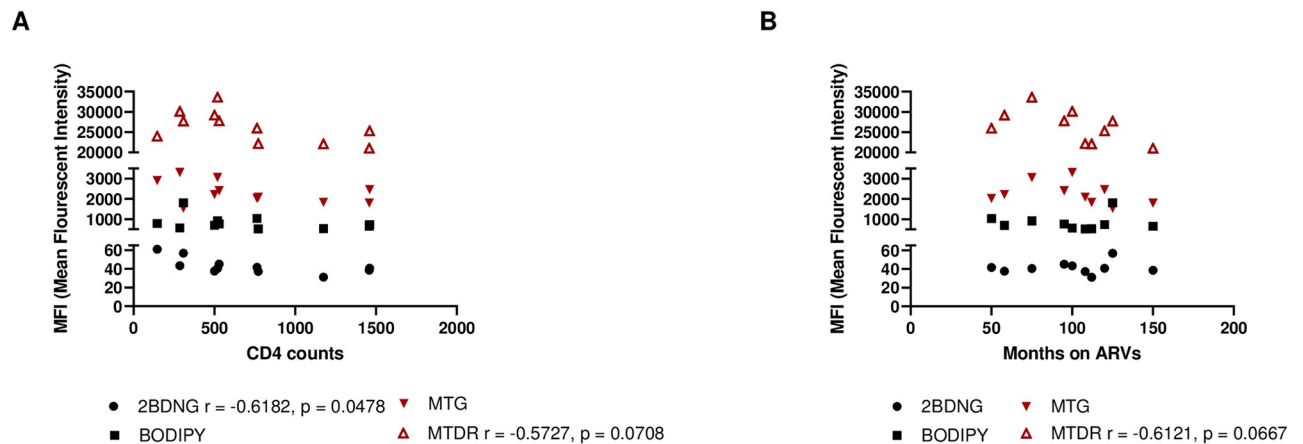 A
B
MFI (Mean Flourescent Intensity)
35000
30000
25000
20000
3000
2000
1000
60
40
20
0
0 500 1000 1500 2000
CD4 counts
2BDNG r = -0.6182, p = 0.0478
MTG
BODIPY
MTDR r = -0.5727, p = 0.0708
MFI (Mean Flourescent Intensity)
35000
30000
25000
20000
3000
2000
1000
60
40
20
0
0 50 100 150 200
Months on ARVs
2BDNG
MTG
BODIPY
MTDR r = -0.6121, p = 0.0667